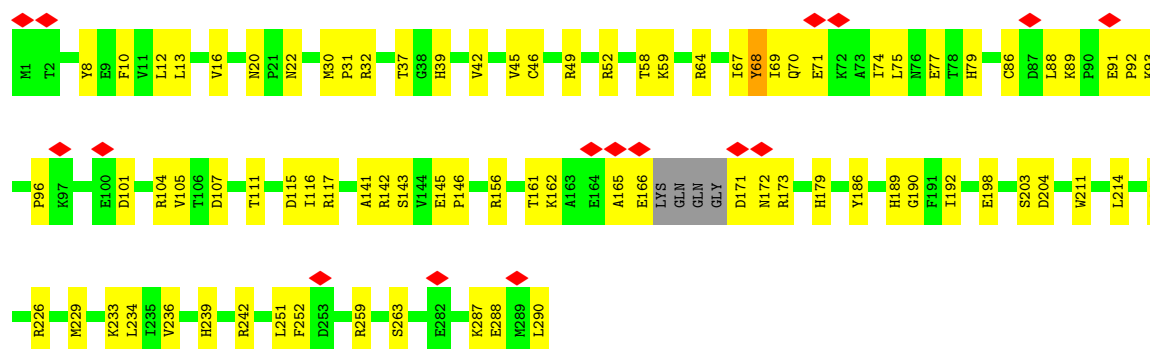 M1 T2 Y8 E9 F10 V11 L12 L13 V16 N20 P21 N22 M30 P31 R32 T37 G38 H39 V42 V45 C46 R49 R52 T58 K59 R64 I67 Y68 I69 Q70 E71 K72 A73 I74 L75 N76 E77 T78 H79 C86 D87 L88 K89 P90 E91 P92 K93
P96 K97 E100 D101 R104 V105 T106 D107 T111 D115 I116 R117 A141 R142 S143 V144 E145 P146 R156 T161 K162 A163 E164 A165 E166 LYS GLN GLN GLY D171 N172 R173 H179 Y186 H189 G190 F191 I192 E198 S203 D204 W211 L214
R226 M229 K233 L234 I235 V236 H239 R242 L251 F252 D253 R259 S263 E282 K287 E288 M289 L290